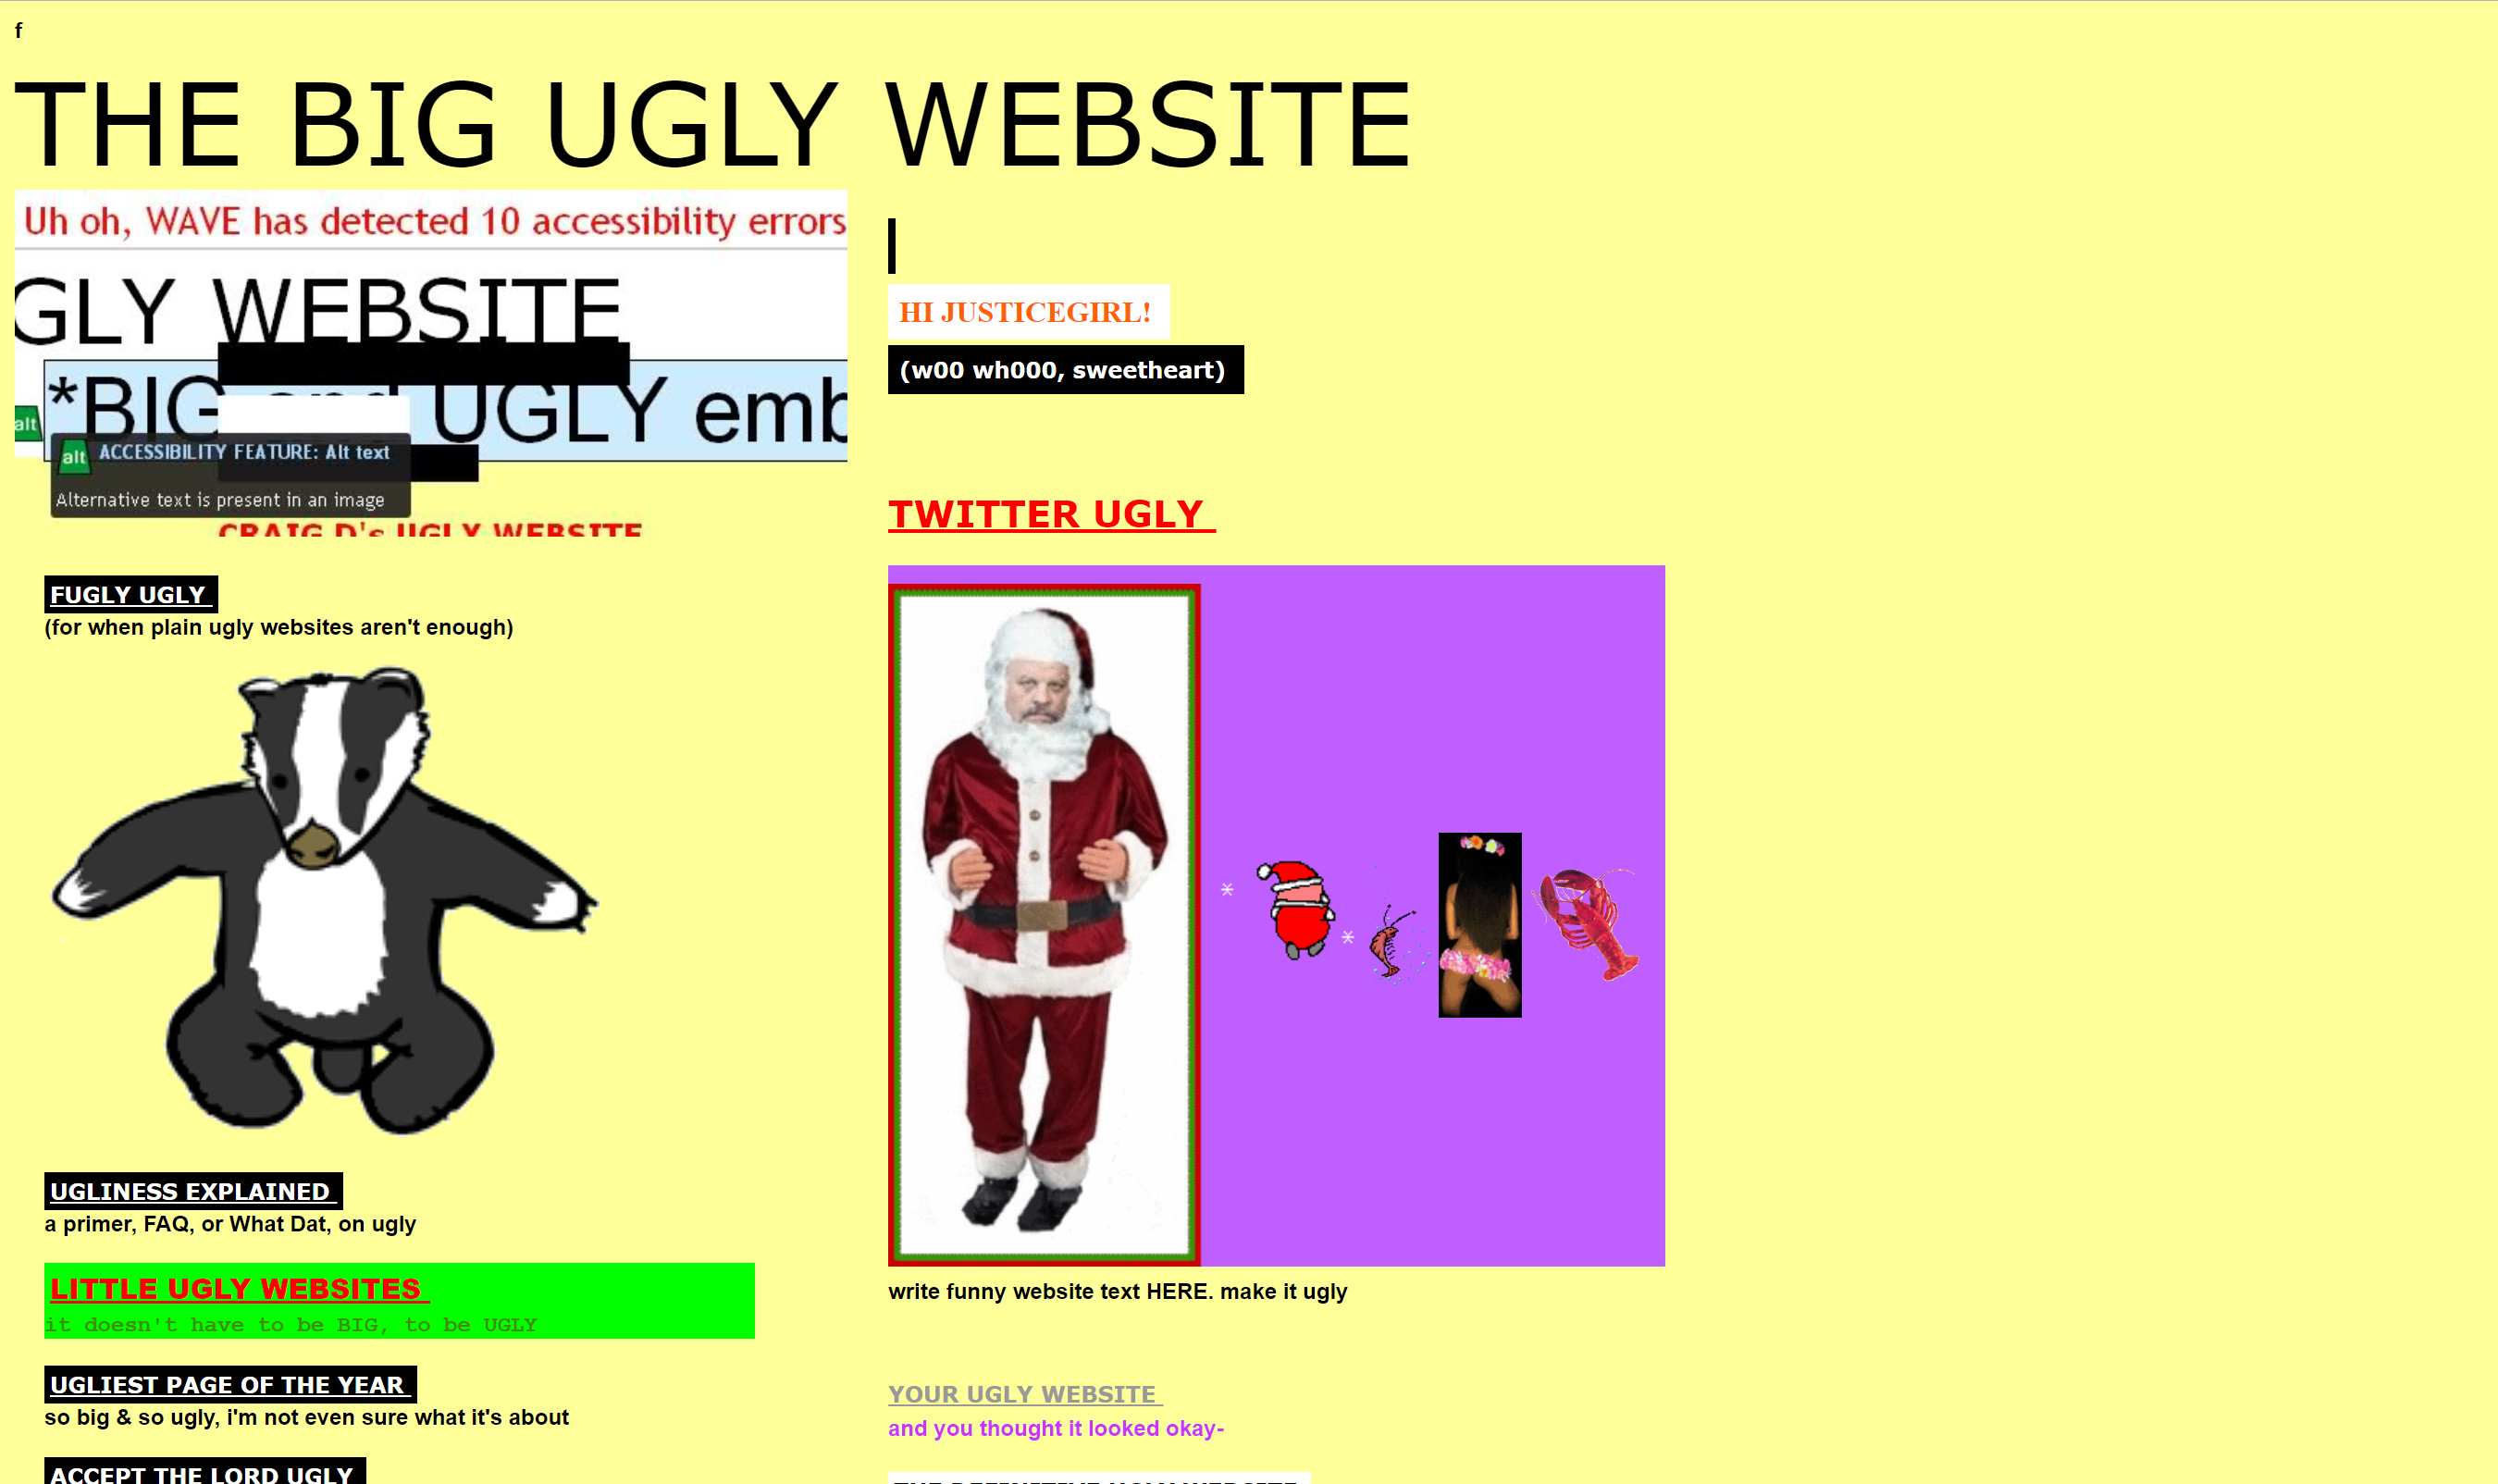 f
THE BIG UGLY WEBSITE
Uh oh, WAVE has detected 10 accessibility errors
GLY WEBSITE
*BIG and UGLY emb
alt
alt ACCESSIBILITY FEATURE: Alt text
Alternative text is present in an image
CRAIG D's UGLY WEBSITE
FUGLY UGLY
(for when plain ugly websites aren't enough)
UGLINESS EXPLAINED
a primer, FAQ, or What Dat, on ugly
LITTLE UGLY WEBSITES
it doesn't have to be BIG, to be UGLY
UGLIEST PAGE OF THE YEAR
so big & so ugly, i'm not even sure what it's about
ACCEPT THE LORD UGLY
HI JUSTICEGIRL!
(w00 wh000, sweetheart)
TWITTER UGLY
write funny website text HERE. make it ugly
YOUR UGLY WEBSITE
and you thought it looked okay-
THE DEFINITIVE UGLY WEBSITE